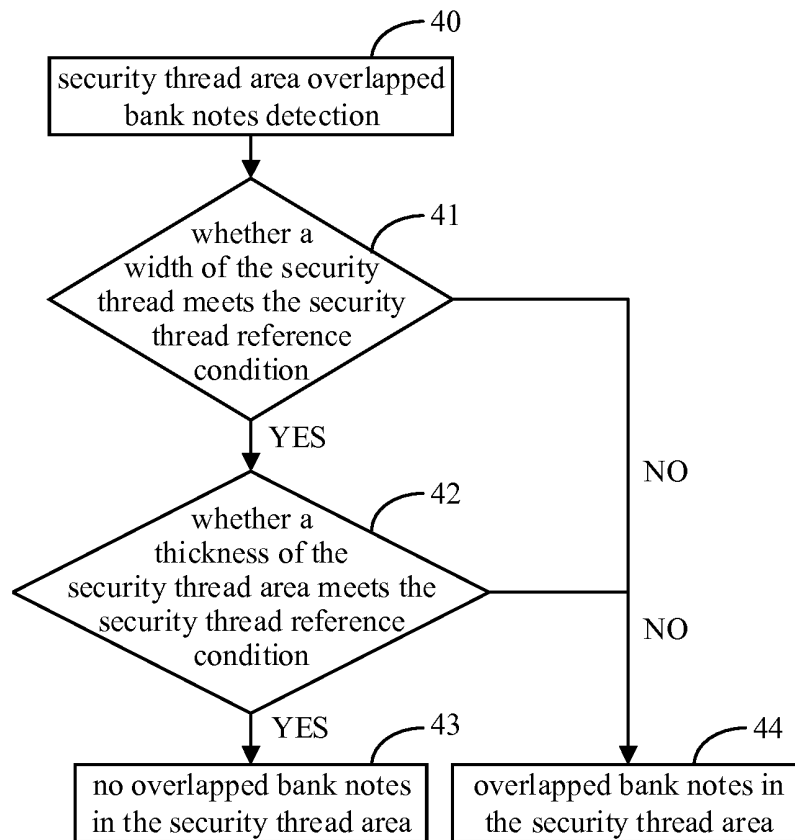 40
security thread area overlapped
bank notes detection
41
whether a
width of the security
thread meets the security
thread reference
condition
YES
NO
42
whether a
thickness of the
security thread area meets the
security thread reference
condition
NO
YES
43
44
no overlapped bank notes
in the security thread area
overlapped bank notes in
the security thread area